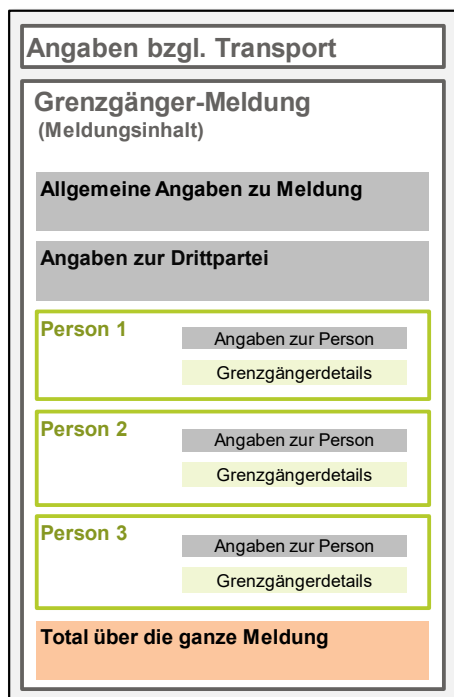 Angaben bzgl. Transport
Grenzgänger-Meldung
(Meldungsinhalt)
Allgemeine Angaben zu Meldung
Angaben zur Drittpartei
Person 1
Angaben zur Person
Grenzgängerdetails
Person 2
Angaben zur Person
Grenzgängerdetails
Person 3
Angaben zur Person
Grenzgängerdetails
Total über die ganze Meldung